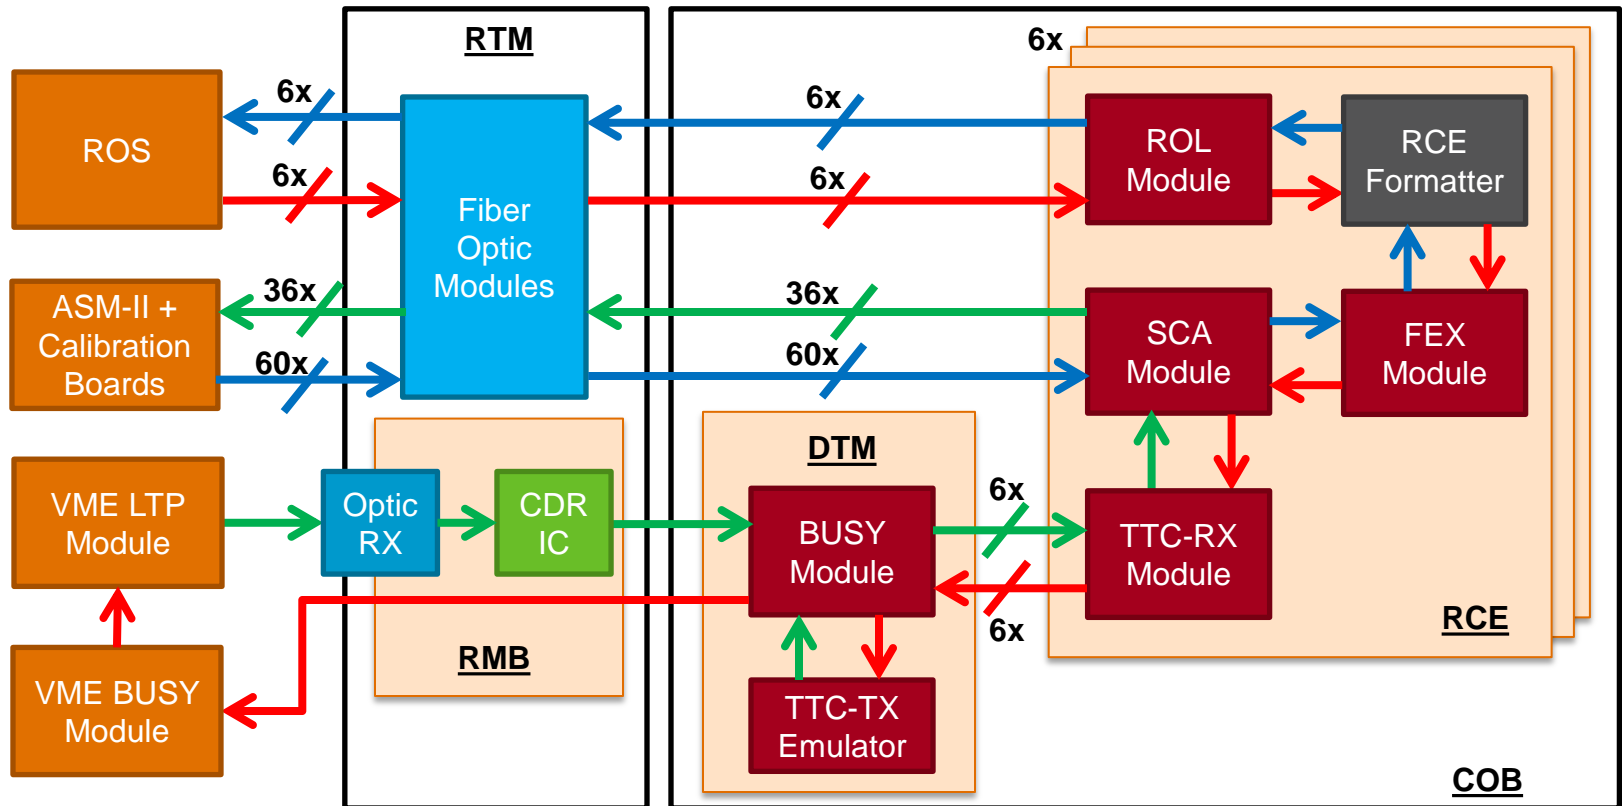 RTM
6x
6x
6x
ROS
ROL
Module
RCE
Formatter
6x
6x
Fiber
Optic
Modules
36x
36x
ASM-II +
Calibration
Boards
SCA
Module
FEX
Module
60x
60x
DTM
VME LTP
Module
Optic
RX
CDR
IC
BUSY
Module
6x
TTC-RX
Module
6x
RCE
RMB
VME BUSY
Module
TTC-TX
Emulator
COB